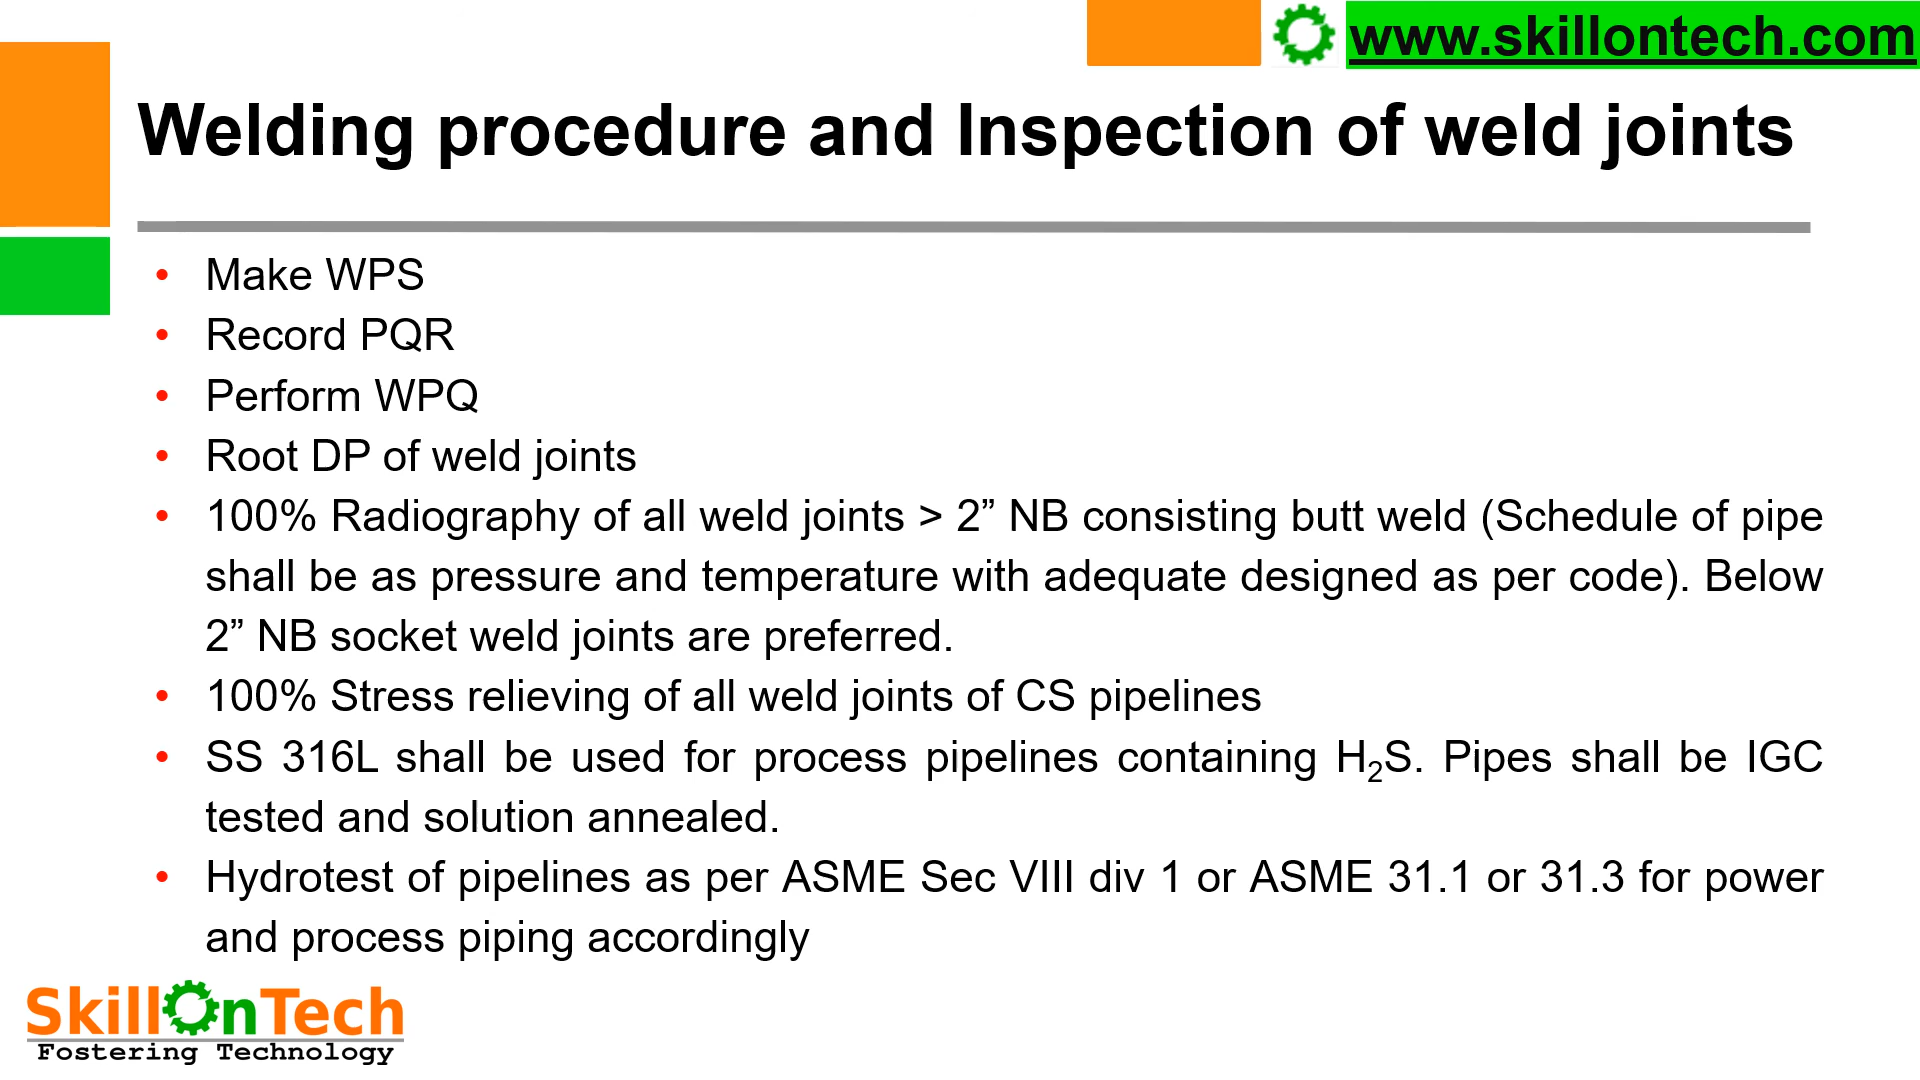 www.skillontech.com
Welding procedure and Inspection of weld joints
• Make WPS
• Record PQR
• Perform WPQ
• Root DP of weld joints
• 100% Radiography of all weld joints > 2” NB consisting butt weld (Schedule of pipe
shall be as pressure and temperature with adequate designed as per code). Below
2” NB socket weld joints are preferred.
• 100% Stress relieving of all weld joints of CS pipelines
• SS 316L shall be used for process pipelines containing H₂S. Pipes shall be IGC
tested and solution annealed.
• Hydrotest of pipelines as per ASME Sec VIII div 1 or ASME 31.1 or 31.3 for power
and process piping accordingly
SkillOnTech
Fostering Technology